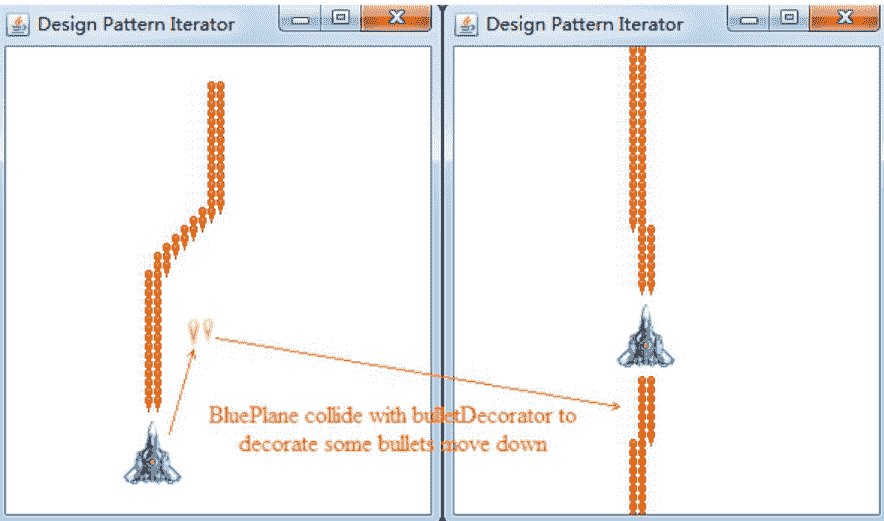 Design Pattern Iterator
Design Pattern Iterator
BluePlane collide with bulletDecorator to
decorate some bullets move down